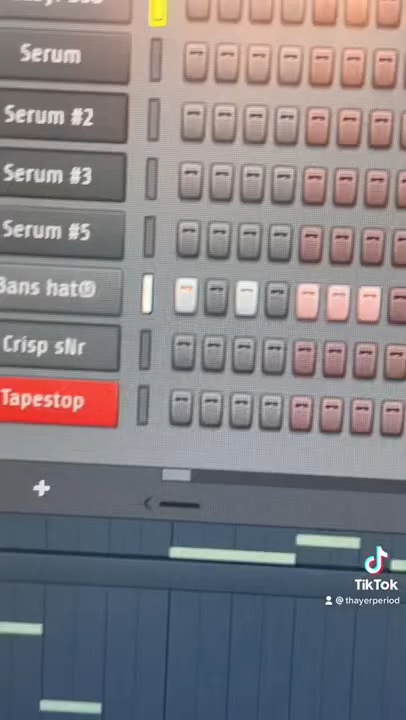 Serum
Serum #2
Serum #3
Serum #5
Bans hat
Crisp sNr
Tapestop
+
TikTok
@thayerperiod